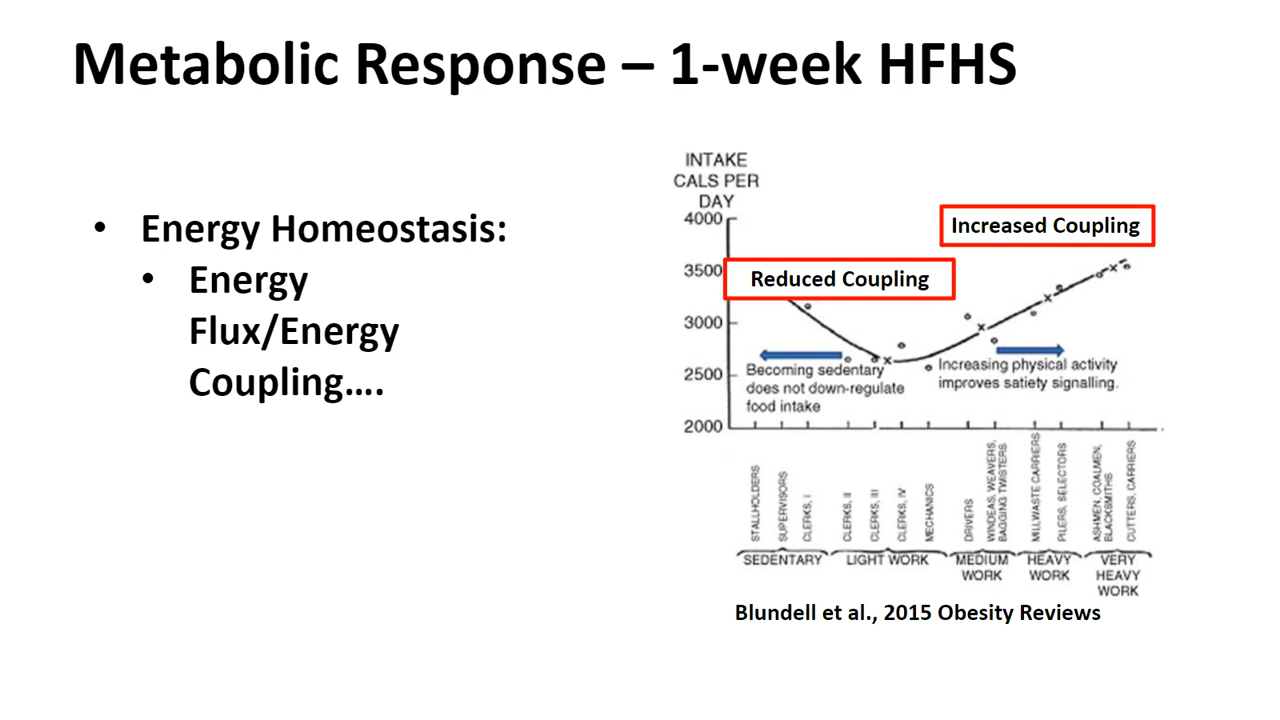 Metabolic Response – 1-week HFHS
• Energy Homeostasis:
• Energy
Flux/Energy
Coupling….
INTAKE
CALS PER
DAY
4000
3500
3000
2500
2000
Reduced Coupling
Increased Coupling
Becoming sedentary
does not down-regulate
food intake
Increasing physical activity
improves satiety signalling.
STALLHOLDERS
SUPERVISORS
CLERKS, I
CLERKS, II
CLERKS, III
CLERKS, IV
MECHANICS
DRIVERS
WINDEAS, WEAVERS,
BAGGING TWISTERS
MILLWASTE CARRIERS
PILERS, SELECTORS
ASHMEN, COALMEN,
BLACKSMITHS
CUTTERS, CARRIERS
SEDENTARY
LIGHT WORK
MEDIUM
WORK
HEAVY
WORK
VERY
HEAVY
WORK
Blundell et al., 2015 Obesity Reviews